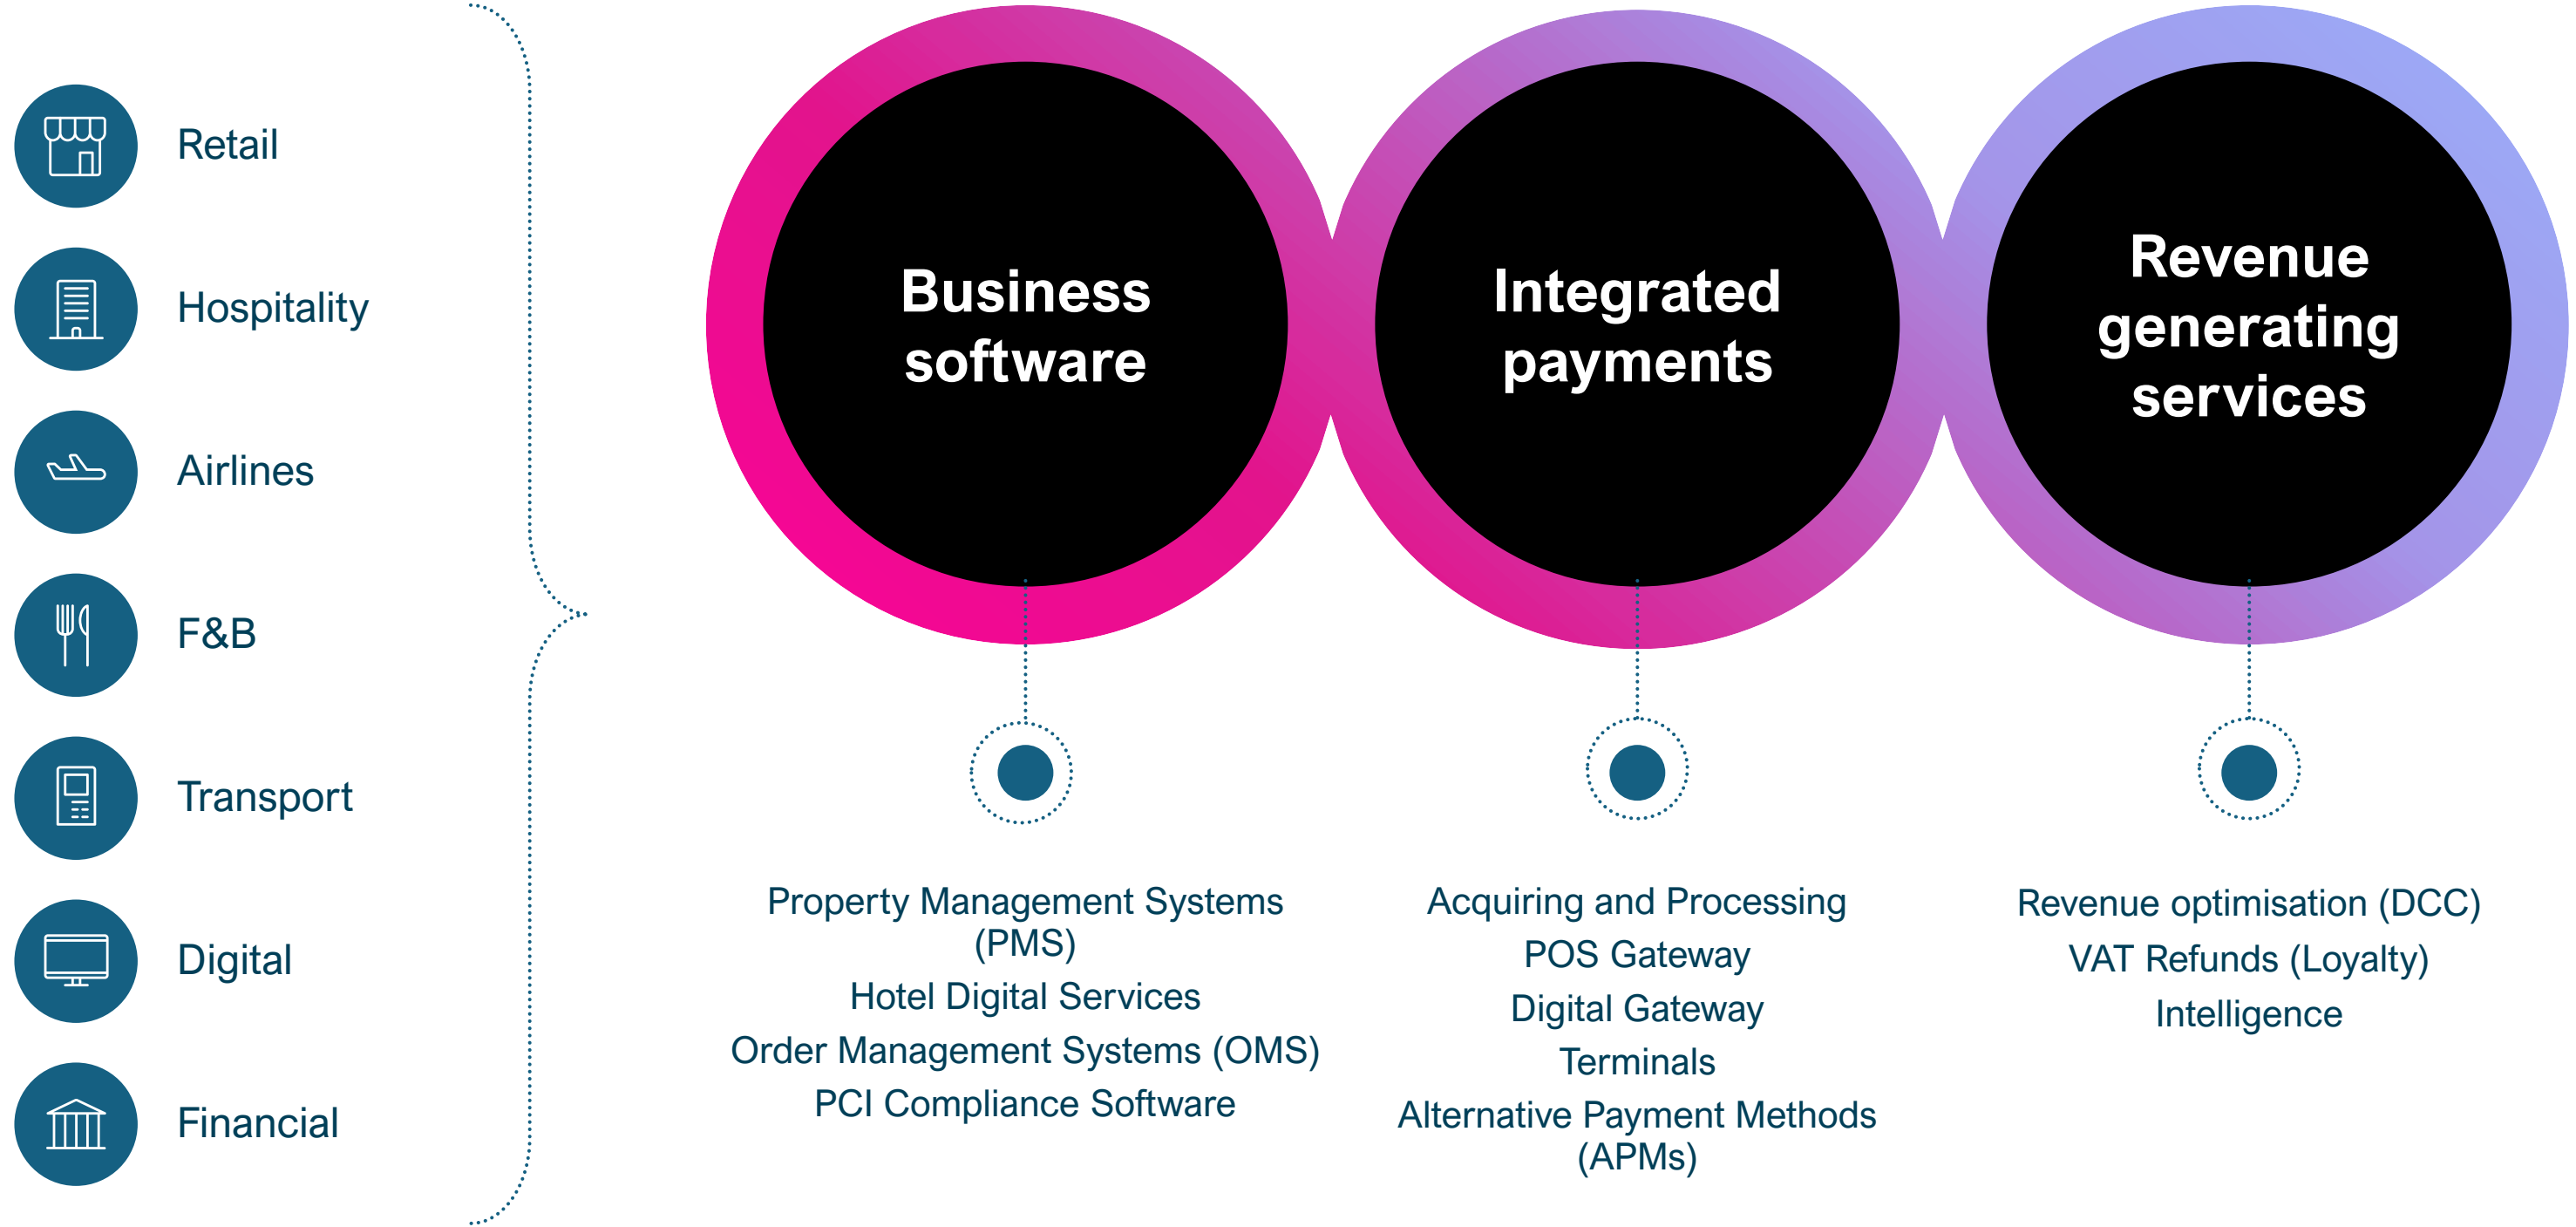 Retail
Hospitality
Airlines
F&B
Transport
Digital
Financial
Business
software
Integrated
payments
Revenue
generating
services
Property Management Systems
(PMS)
Hotel Digital Services
Order Management Systems (OMS)
PCI Compliance Software
Acquiring and Processing
POS Gateway
Digital Gateway
Terminals
Alternative Payment Methods
(APMs)
Revenue optimisation (DCC)
VAT Refunds (Loyalty)
Intelligence